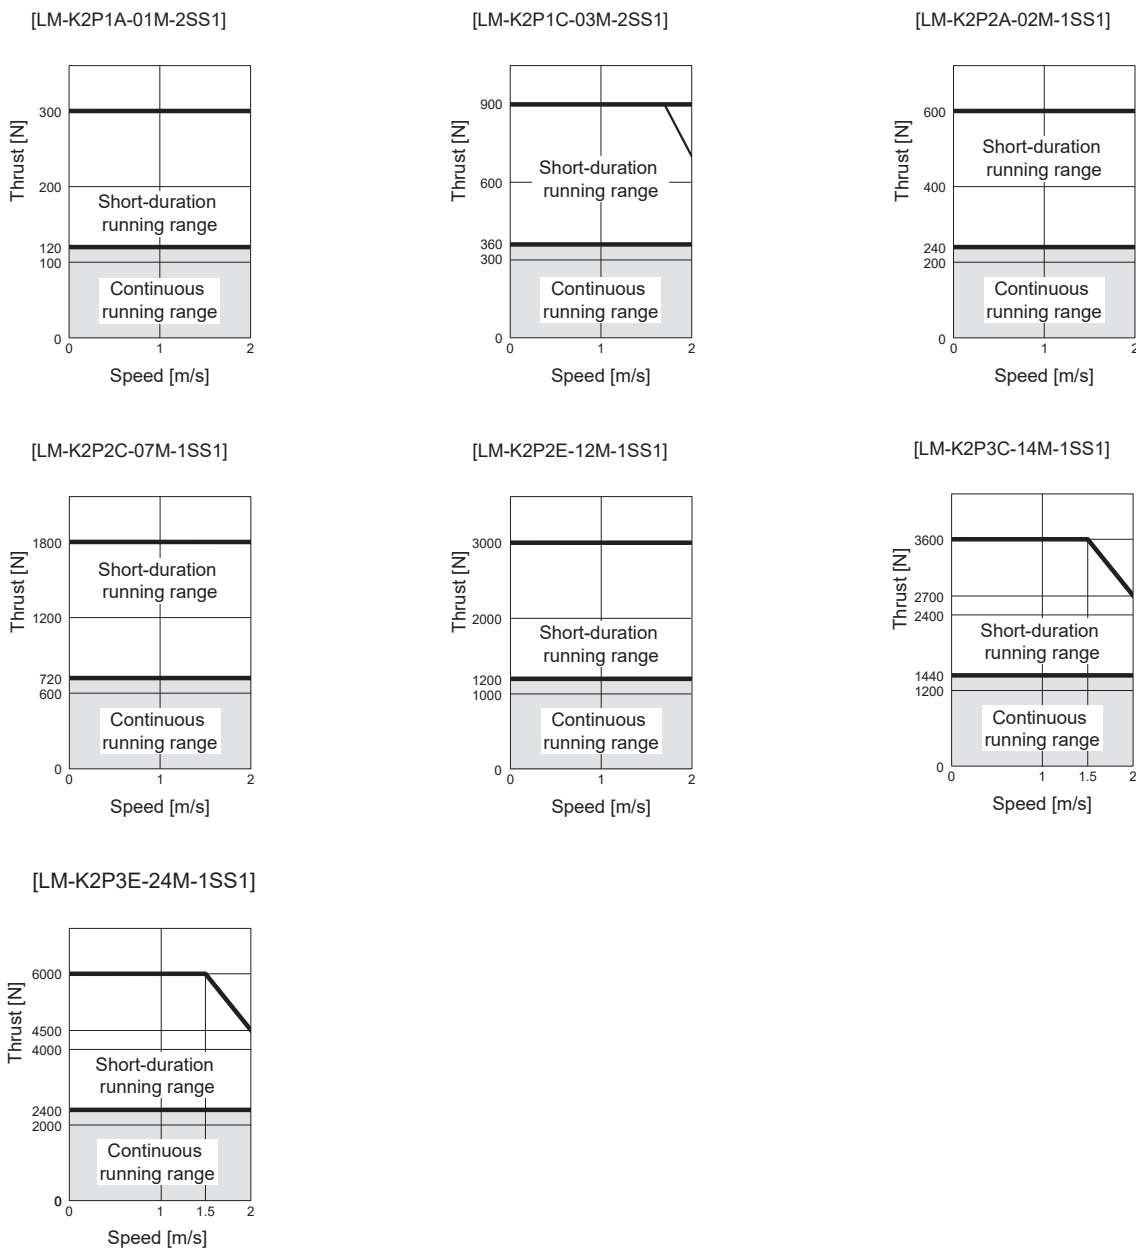 [LM-K2P1A-01M-2SS1]
Thrust [N]
300
200
120
100
0
Short-duration
running range
Continuous
running range
0 1 2
Speed [m/s]
[LM-K2P1C-03M-2SS1]
Thrust [N]
900
600
360
300
0
Short-duration
running range
Continuous
running range
0 1 2
Speed [m/s]
[LM-K2P2A-02M-1SS1]
Thrust [N]
600
400
240
200
0
Short-duration
running range
Continuous
running range
0 1 2
Speed [m/s]
[LM-K2P2C-07M-1SS1]
Thrust [N]
1800
1200
720
600
0
Short-duration
running range
Continuous
running range
0 1 2
Speed [m/s]
[LM-K2P2E-12M-1SS1]
Thrust [N]
3000
2000
1200
1000
0
Short-duration
running range
Continuous
running range
0 1 2
Speed [m/s]
[LM-K2P3C-14M-1SS1]
Thrust [N]
3600
2700
2400
1440
1200
0
Short-duration
running range
Continuous
running range
0 1 1.5 2
Speed [m/s]
[LM-K2P3E-24M-1SS1]
Thrust [N]
6000
4500
4000
2400
2000
0
Short-duration
running range
Continuous
running range
0 1 1.5 2
Speed [m/s]